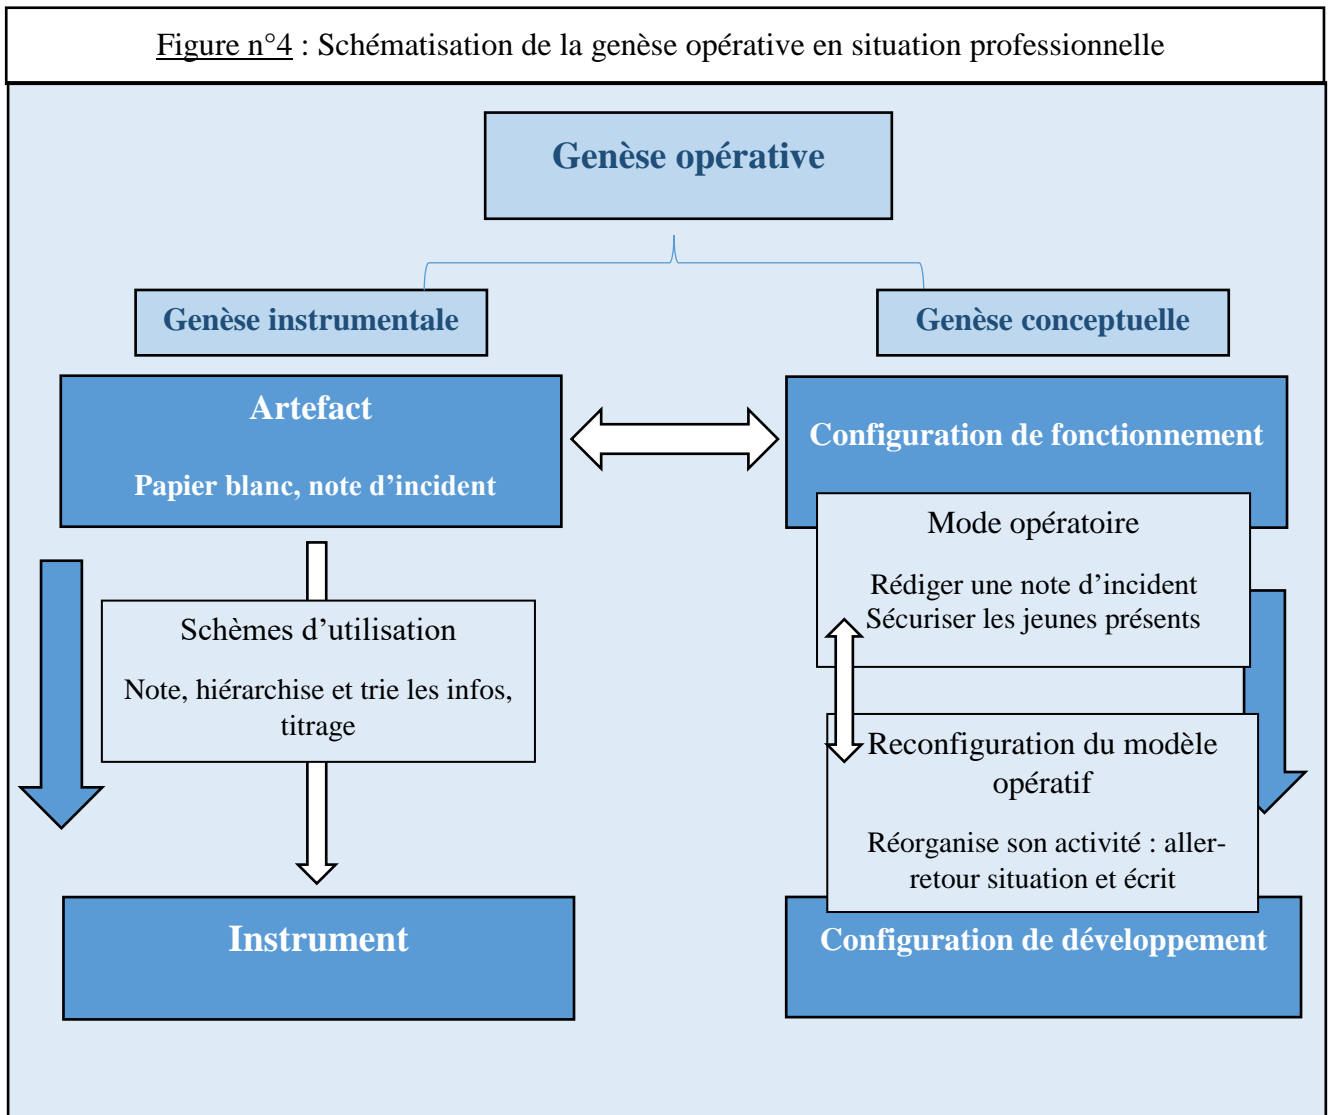 Figure n°4 : Schématisation de la genèse opérative en situation professionnelle
Genèse opérative
Genèse instrumentale
Genèse conceptuelle
Artefact
Papier blanc, note d’incident
Configuration de fonctionnement
Mode opératoire
Rédiger une note d’incident
Sécuriser les jeunes présents
Schèmes d’utilisation
Note, hiérarchise et trie les infos,
titrage
Reconfiguration du modèle
opératif
Réorganise son activité : aller-
retour situation et écrit
Instrument
Configuration de développement